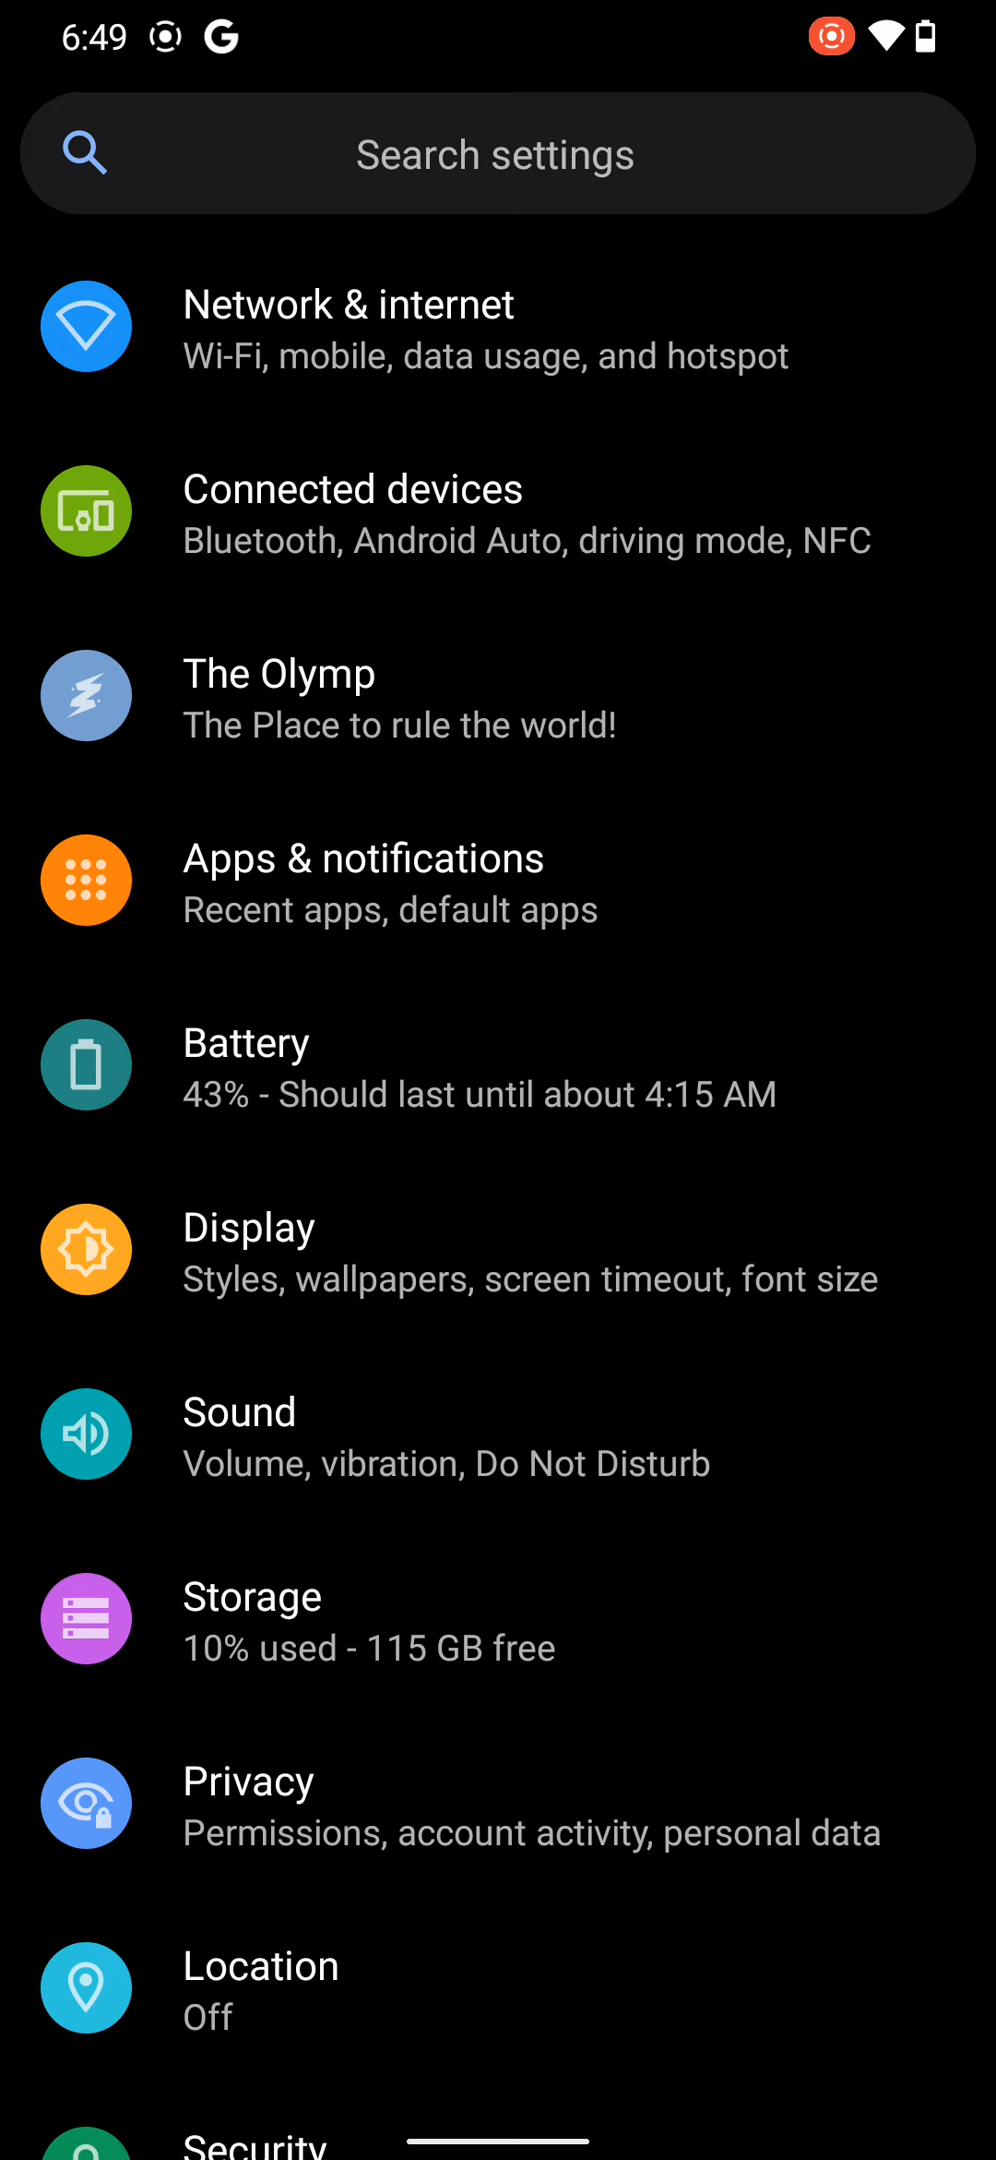 6:49
Search settings
Network & internet
Wi-Fi, mobile, data usage, and hotspot
Connected devices
Bluetooth, Android Auto, driving mode, NFC
The Olymp
The Place to rule the world!
Apps & notifications
Recent apps, default apps
Battery
43% - Should last until about 4:15 AM
Display
Styles, wallpapers, screen timeout, font size
Sound
Volume, vibration, Do Not Disturb
Storage
10% used - 115 GB free
Privacy
Permissions, account activity, personal data
Location
Off
Security